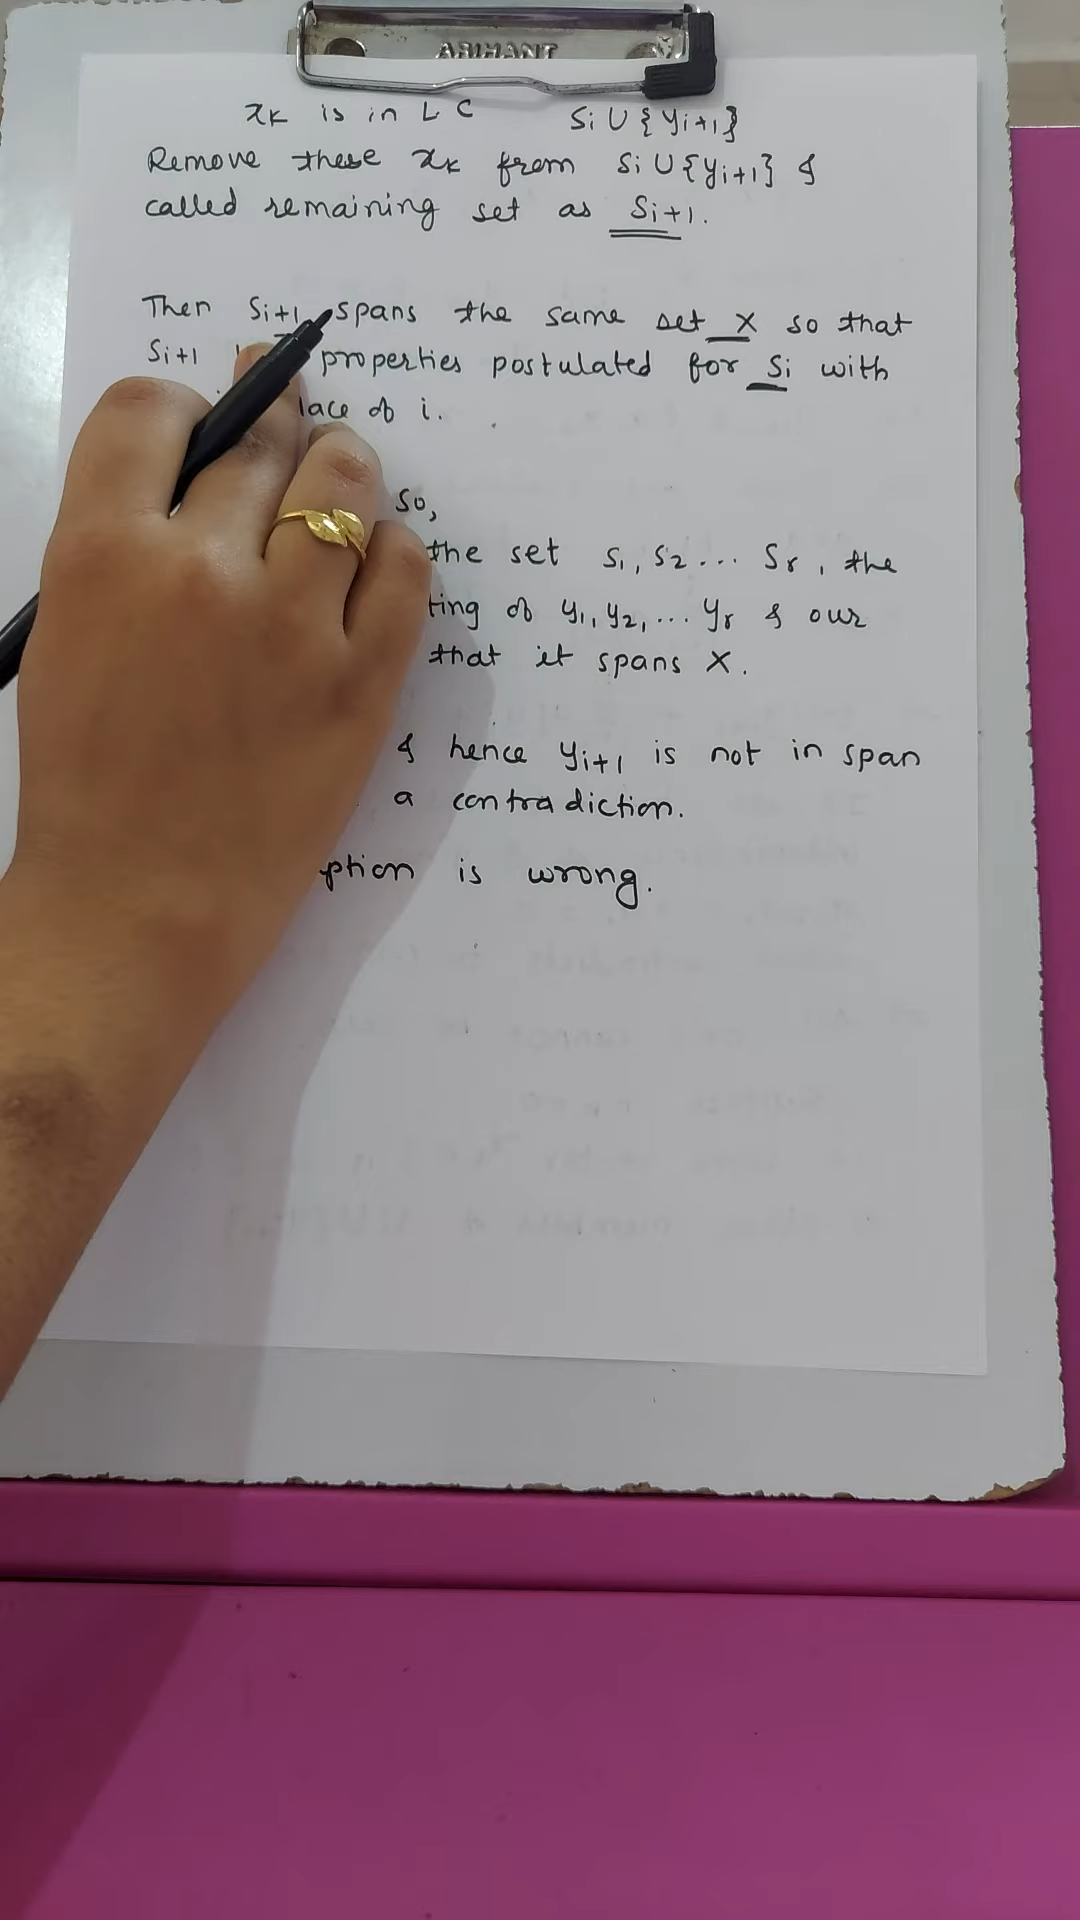 ARIHANT
xK is in L C Si U {yi+1}
Remove these xK from Si U {yi+1} &
called remaining set as Si+1.
Then Si+1 spans the same set X so that
Si+1 properties postulated for Si with
lace of i.
so,
the set s1, s2 ... Sr, the
ting of y1, y2, ... yr & our
that it spans X.
& hence yi+1 is not in span
a contradiction.
ption is wrong.